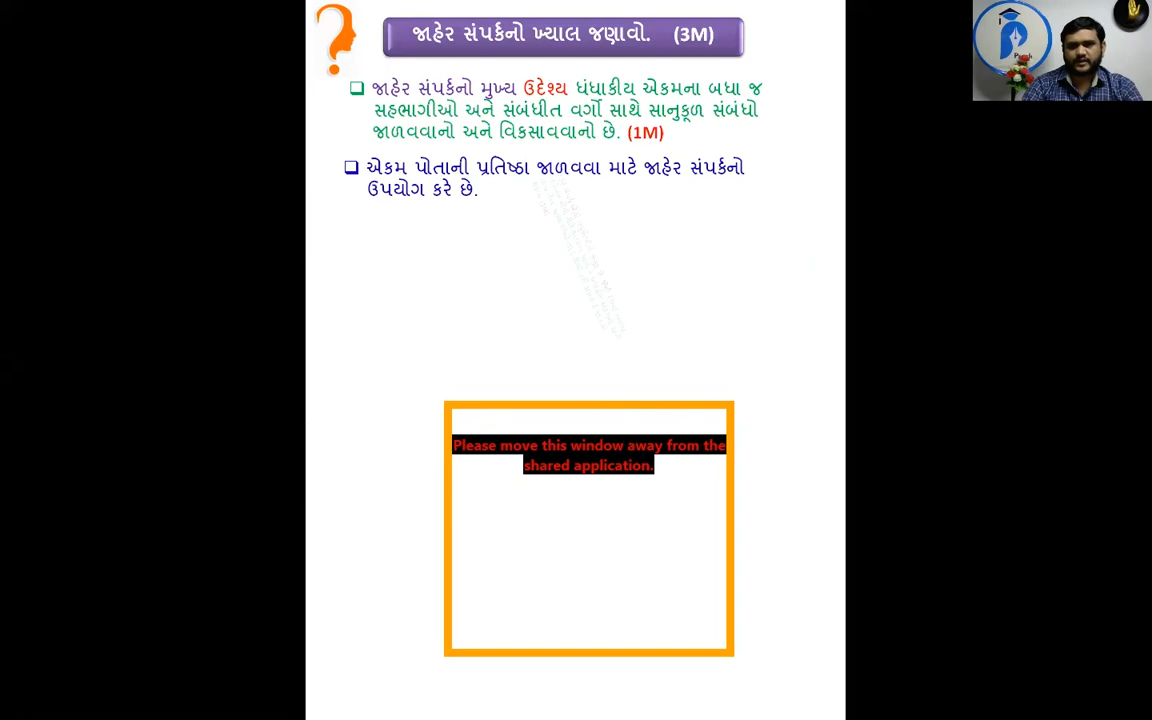 જાહેર સંપર્કનો ખ્યાલ જણાવો. (3M)
જાહેર સંપર્કનો મુખ્ય ઉદેશ્ય ધંધાકીય એકમના બધા જ
સહભાગીઓ અને સંબંધીત વર્ગો સાથે સાનુકૂળ સંબંધો
જાળવવાનો અને વિકસાવવાનો છે. (1M)
એકમ પોતાની પ્રતિષ્ઠા જાળવવા માટે જાહેર સંપર્કનો
ઉપયોગ કરે છે.
Please move this window away from the
shared application.